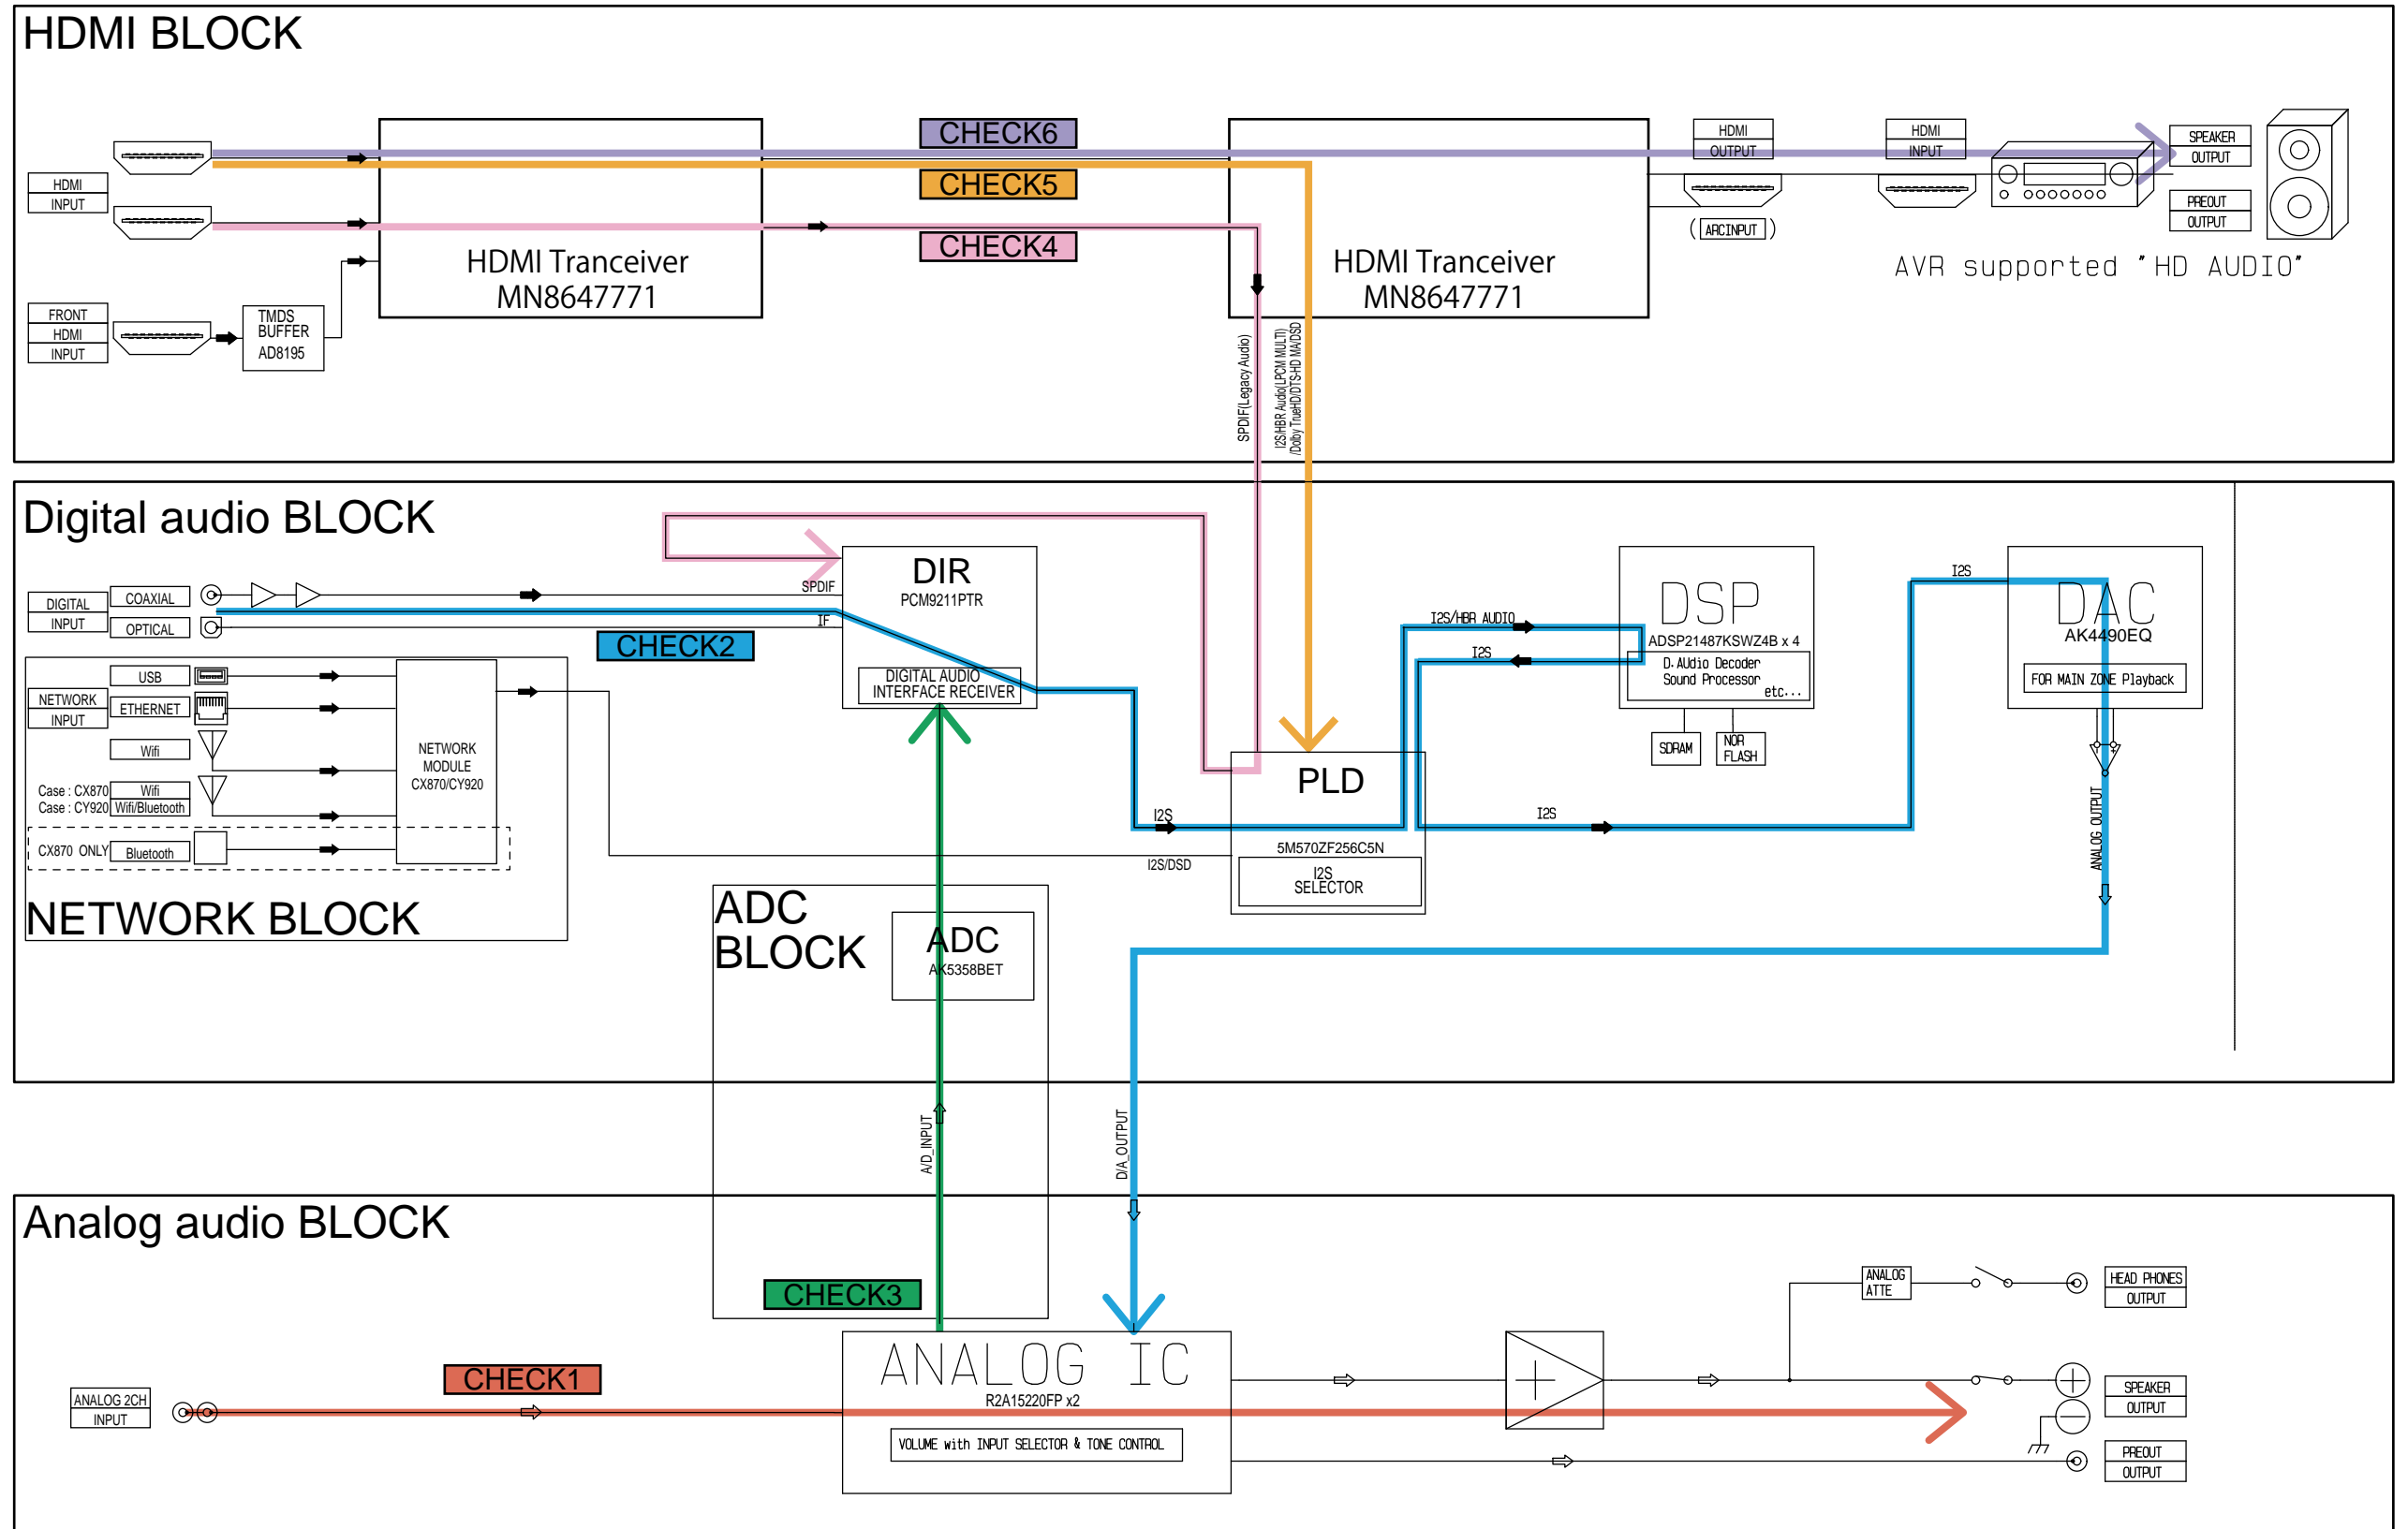 HDMI BLOCK
CHECK6
CHECK5
CHECK4
HDMI
INPUT
FRONT
HDMI
INPUT
TMDS
BUFFER
AD8195
HDMI Tranceiver
MN8647771
HDMI Tranceiver
MN8647771
HDMI
OUTPUT
( ARCINPUT )
HDMI
INPUT
SPEAKER
OUTPUT
PREOUT
OUTPUT
AVR supported "HD AUDIO"
SPDIF(Legacy Audio)
I2S/HBR Audio(LPCM MULTI)
/Dolby TrueHD/DTS-HD MA/DSD
Digital audio BLOCK
DIGITAL
INPUT
COAXIAL
OPTICAL
SPDIF
IF
CHECK2
DIR
PCM9211PTR
DIGITAL AUDIO
INTERFACE RECEIVER
NETWORK
INPUT
USB
ETHERNET
Wifi
Case : CX870 Wifi
Case : CY920 Wifi/Bluetooth
CX870 ONLY Bluetooth
NETWORK
MODULE
CX870/CY920
NETWORK BLOCK
I2S
I2S/DSD
PLD
5M570ZF256C5N
I2S
SELECTOR
I2S/HBR AUDIO
I2S
DSP
ADSP21487KSWZ4B x 4
D.AUdio Decoder
Sound Processor
etc...
SDRAM
NOR
FLASH
I2S
I2S
DAC
AK4490EQ
FOR MAIN ZONE Playback
ANALOG OUTPUT
ADC
BLOCK
ADC
AK5358BET
A/D_INPUT
D/A_OUTPUT
CHECK3
Analog audio BLOCK
ANALOG 2CH
INPUT
CHECK1
ANALOG IC
R2A15220FP x2
VOLUME with INPUT SELECTOR & TONE CONTROL
ANALOG
ATTE
HEAD PHONES
OUTPUT
SPEAKER
OUTPUT
PREOUT
OUTPUT